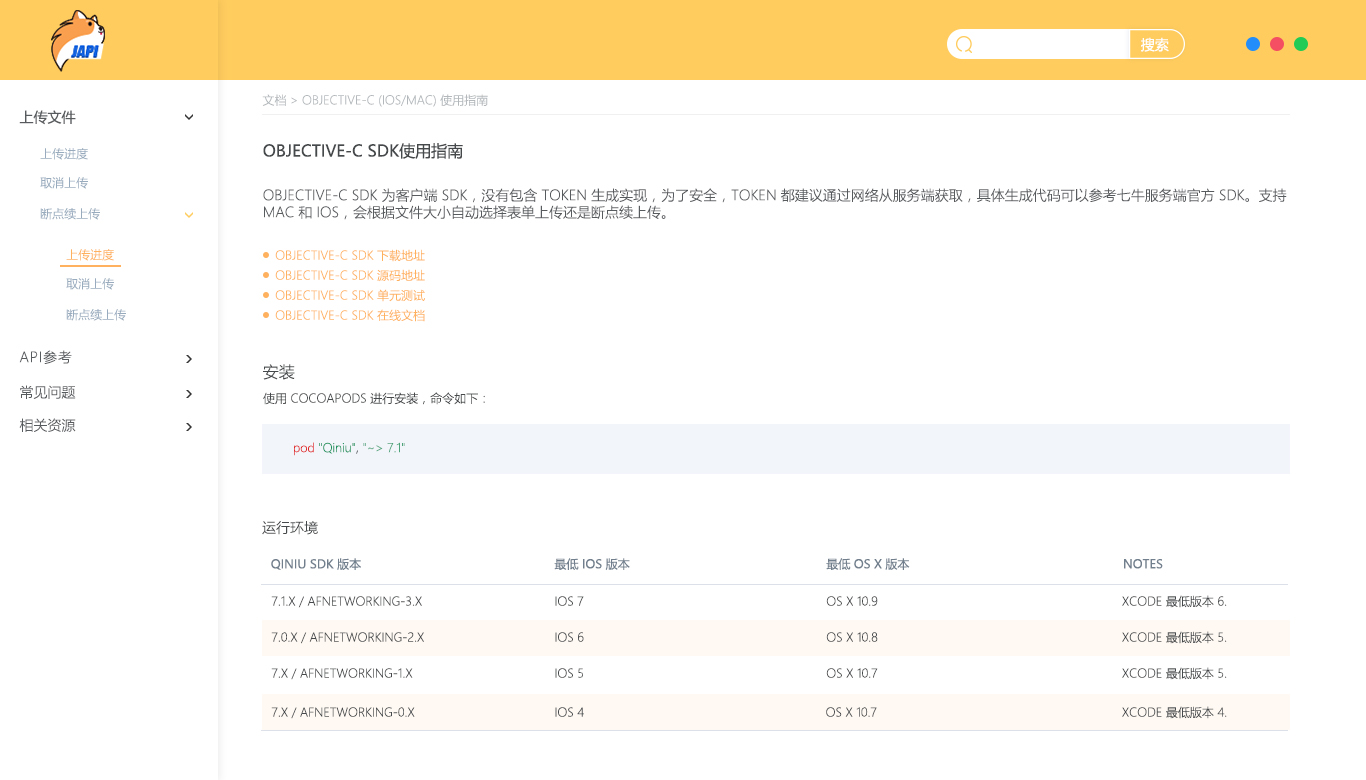 JAPI
搜索
上传文件
上传进度
取消上传
断点续上传
上传进度
取消上传
断点续上传
API参考
常见问题
相关资源
文档 > OBJECTIVE-C (IOS/MAC) 使用指南
OBJECTIVE-C SDK使用指南
OBJECTIVE-C SDK 为客户端 SDK，没有包含 TOKEN 生成实现，为了安全，TOKEN 都建议通过网络从服务端获取，具体生成代码可以参考七牛服务端官方 SDK。支持
MAC 和 IOS，会根据文件大小自动选择表单上传还是断点续上传。
OBJECTIVE-C SDK 下载地址
OBJECTIVE-C SDK 源码地址
OBJECTIVE-C SDK 单元测试
OBJECTIVE-C SDK 在线文档
安装
使用 COCOAPODS 进行安装，命令如下：
pod "Qiniu", "~> 7.1"
运行环境
QINIU SDK 版本 最低 IOS 版本 最低 OS X 版本 NOTES
7.1.X / AFNETWORKING-3.X IOS 7 OS X 10.9 XCODE 最低版本 6.
7.0.X / AFNETWORKING-2.X IOS 6 OS X 10.8 XCODE 最低版本 5.
7.X / AFNETWORKING-1.X IOS 5 OS X 10.7 XCODE 最低版本 5.
7.X / AFNETWORKING-0.X IOS 4 OS X 10.7 XCODE 最低版本 4.